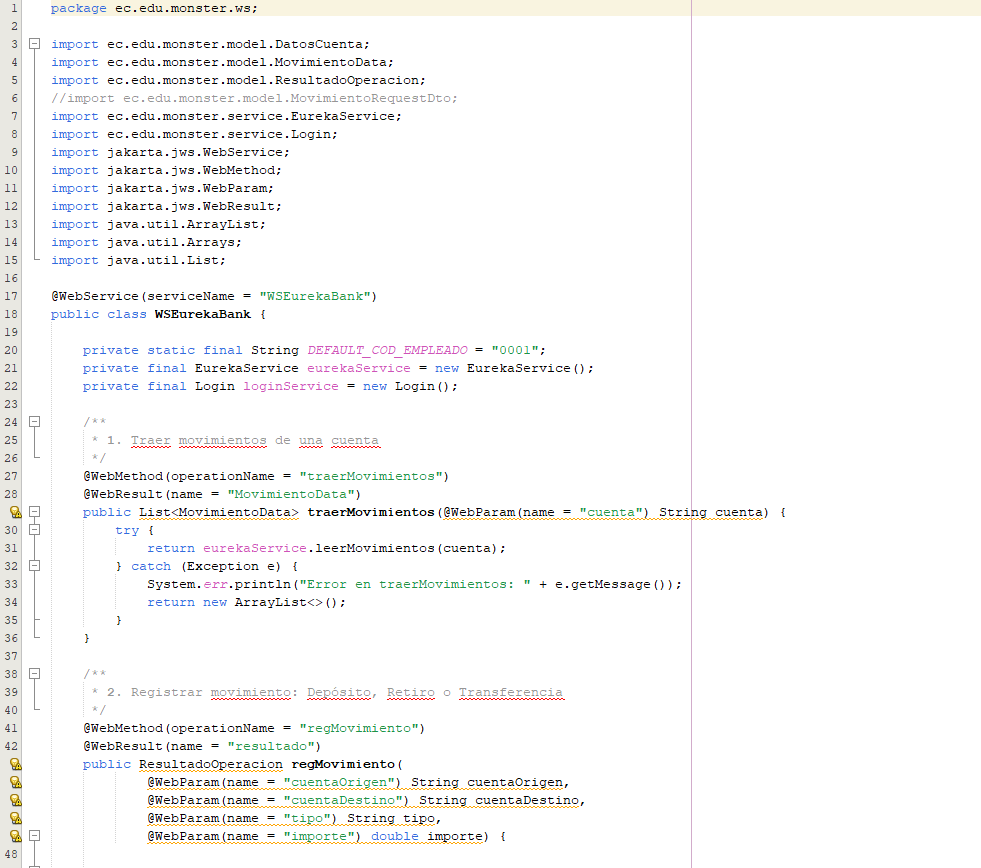 1 package ec.edu.monster.ws;
2
3 import ec.edu.monster.model.DatosCuenta;
4 import ec.edu.monster.model.MovimientoData;
5 import ec.edu.monster.model.ResultadoOperacion;
6 //import ec.edu.monster.model.MovimientoRequestDto;
7 import ec.edu.monster.service.EurekaService;
8 import ec.edu.monster.service.Login;
9 import jakarta.jws.WebService;
10 import jakarta.jws.WebMethod;
11 import jakarta.jws.WebParam;
12 import jakarta.jws.WebResult;
13 import java.util.ArrayList;
14 import java.util.Arrays;
15 import java.util.List;
16
17 @WebService(serviceName = "WSEurekaBank")
18 public class WSEurekaBank {
19
20     private static final String DEFAULT_COD_EMPLEADO = "0001";
21     private final EurekaService eurekaService = new EurekaService();
22     private final Login loginService = new Login();
23
24     /**
25      * 1. Traer movimientos de una cuenta
26      */
27     @WebMethod(operationName = "traerMovimientos")
28     @WebResult(name = "MovimientoData")
    public List<MovimientoData> traerMovimientos(@WebParam(name = "cuenta") String cuenta) {
30         try {
31             return eurekaService.leerMovimientos(cuenta);
32         } catch (Exception e) {
33             System.err.println("Error en traerMovimientos: " + e.getMessage());
34             return new ArrayList<>();
35         }
36     }
37
38     /**
39      * 2. Registrar movimiento: Depósito, Retiro o Transferencia
40      */
41     @WebMethod(operationName = "regMovimiento")
42     @WebResult(name = "resultado")
    public ResultadoOperacion regMovimiento(
            @WebParam(name = "cuentaOrigen") String cuentaOrigen,
            @WebParam(name = "cuentaDestino") String cuentaDestino,
            @WebParam(name = "tipo") String tipo,
            @WebParam(name = "importe") double importe) {
48